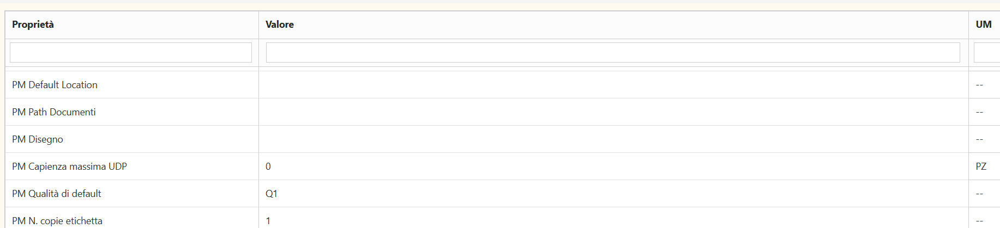 Proprietà Valore UM
PM Default Location --
PM Path Documenti --
PM Disegno --
PM Capienza massima UDP 0 PZ
PM Qualità di default Q1 --
PM N. copie etichetta 1 --